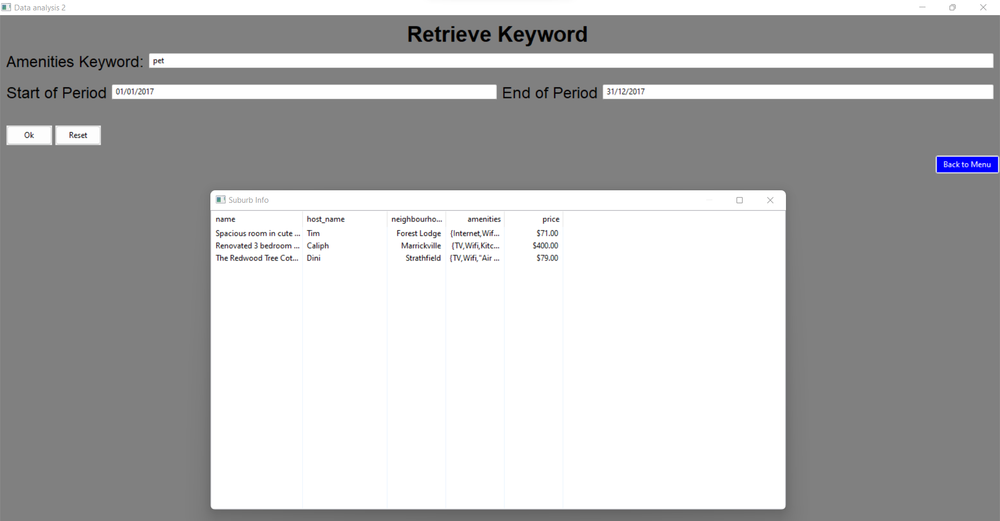 Data analysis 2
Retrieve Keyword
Amenities Keyword: pet
Start of Period 01/01/2017 End of Period 31/12/2017
Ok Reset
Back to Menu
Suburb Info
name host_name neighbourho... amenities price
Spacious room in cute ... Tim Forest Lodge {Internet,Wif... $71.00
Renovated 3 bedroom ... Caliph Marrickville {TV,Wifi,Kitc... $400.00
The Redwood Tree Cot... Dini Strathfield {TV,Wifi,"Air ... $79.00